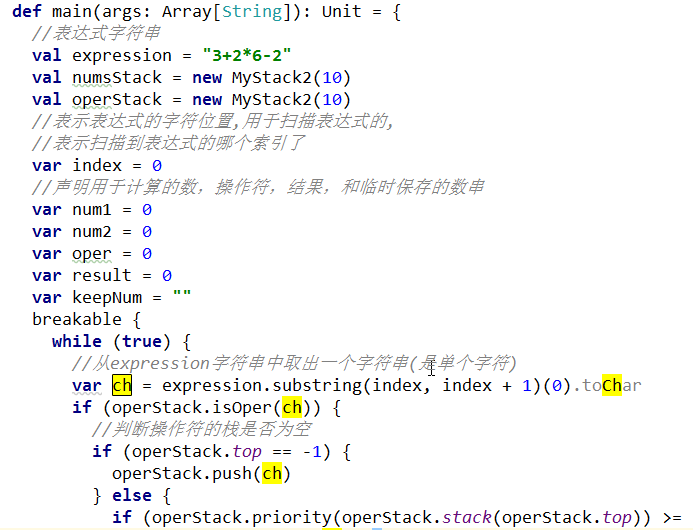 def main(args: Array[String]): Unit = {
//表达式字符串
val expression = "3+2*6-2"
val numsStack = new MyStack2(10)
val operStack = new MyStack2(10)
//表示表达式的字符位置,用于扫描表达式的,
//表示扫描到表达式的哪个索引了
var index = 0
//声明用于计算的数，操作符，结果，和临时保存的数串
var num1 = 0
var num2 = 0
var oper = 0
var result = 0
var keepNum = ""
breakable {
while (true) {
//从expression字符串中取出一个字符串(是单个字符)
var ch = expression.substring(index, index + 1)(0).toChar
if (operStack.isOper(ch)) {
//判断操作符的栈是否为空
if (operStack.top == -1) {
operStack.push(ch)
} else {
if (operStack.priority(operStack.stack(operStack.top)) >=